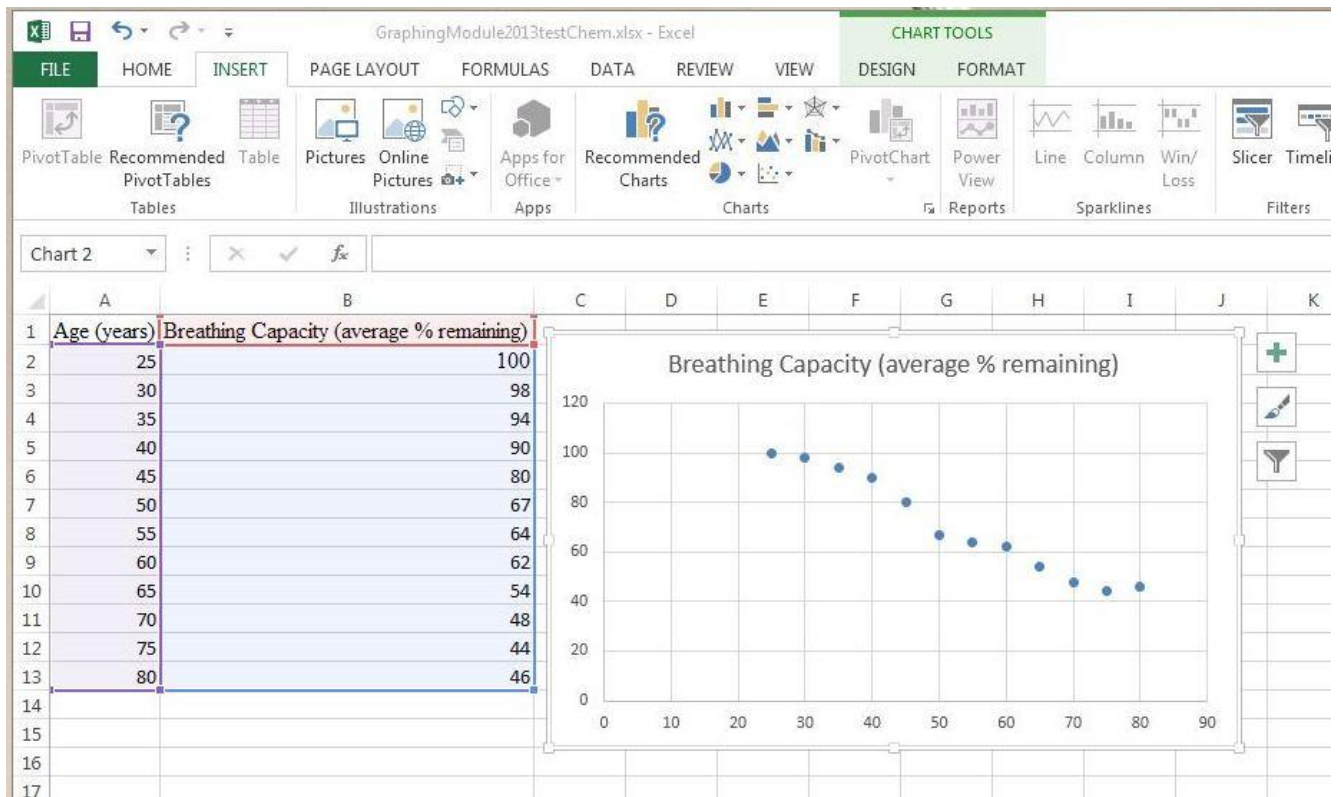 GraphingModule2013testChem.xlsx - Excel
CHART TOOLS
FILE HOME INSERT PAGE LAYOUT FORMULAS DATA REVIEW VIEW DESIGN FORMAT
PivotTable Recommended PivotTables Table Pictures Online Pictures Apps for Office Recommended Charts PivotChart Power View Line Column Win/Loss Slicer
Tables Illustrations Apps Charts Reports Sparklines Filters
Chart 2 fx
A B C D E F G H I J K
1 Age (years) Breathing Capacity (average % remaining)
2 25 100
3 30 98
4 35 94
5 40 90
6 45 80
7 50 67
8 55 64
9 60 62
10 65 54
11 70 48
12 75 44
13 80 46
14
15
16
17
Breathing Capacity (average % remaining)
120
100
80
60
40
20
0
0 10 20 30 40 50 60 70 80 90